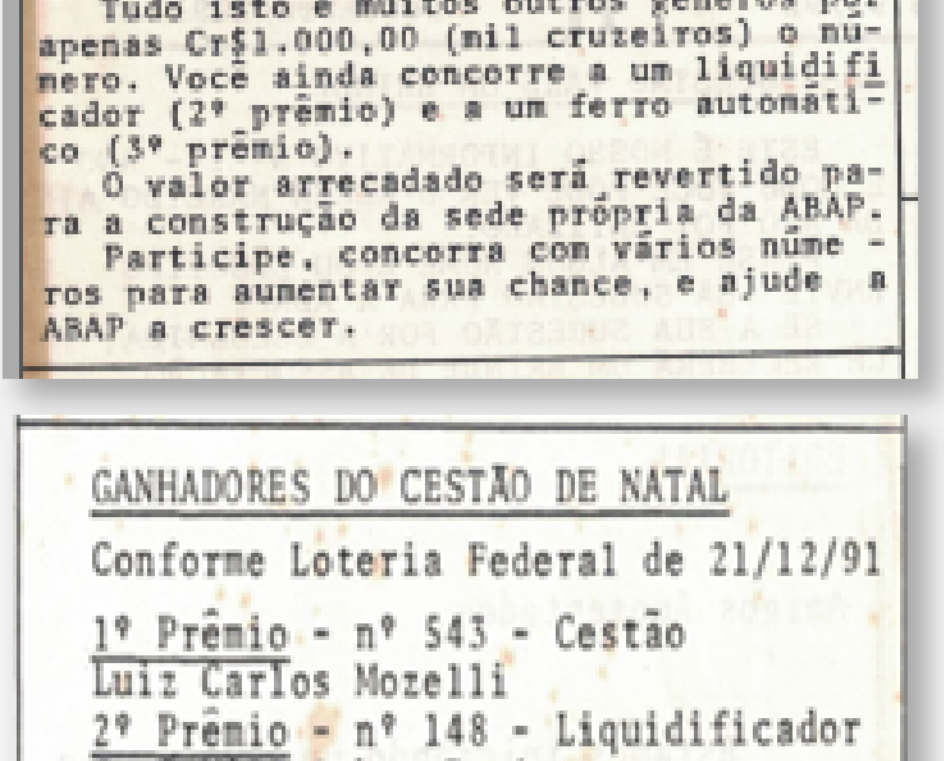 Tudo isto e muitos outros gêneros por
apenas Cr$1.000,00 (mil cruzeiros) o nú-
mero. Você ainda concorre a um liquidifi
cador (2º prêmio) e a um ferro automáti-
co (3º prêmio).
O valor arrecadado será revertido pa-
ra a construção da sede própria da ABAP.
Participe, concorra com vários núme -
ros para aumentar sua chance, e ajude a
ABAP a crescer.
GANHADORES DO CESTÃO DE NATAL
Conforme Loteria Federal de 21/12/91
1º Prêmio - nº 543 - Cestão
Luiz Carlos Mozelli
2º Prêmio - nº 148 - Liquidificador